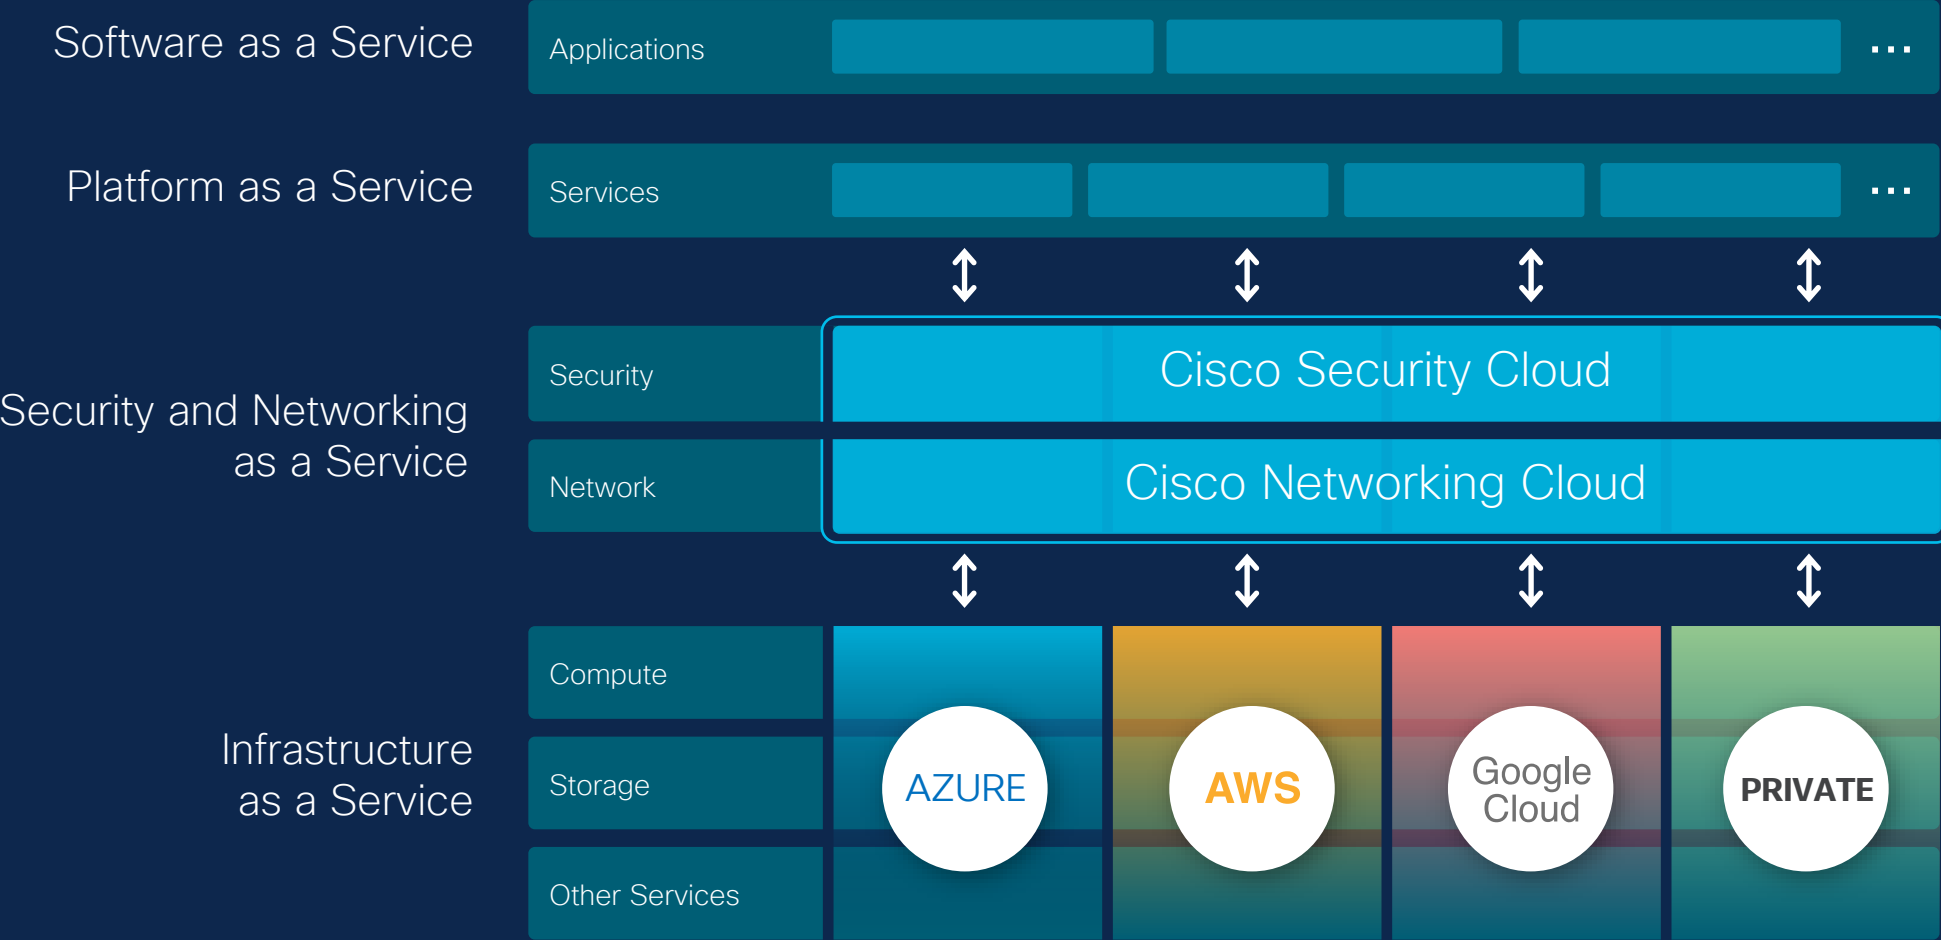 Software as a Service
Applications
...
Platform as a Service
Services
...
Security and Networking
as a Service
Security
Cisco Security Cloud
Network
Cisco Networking Cloud
Infrastructure
as a Service
Compute
Storage
Other Services
AZURE
AWS
Google
Cloud
PRIVATE